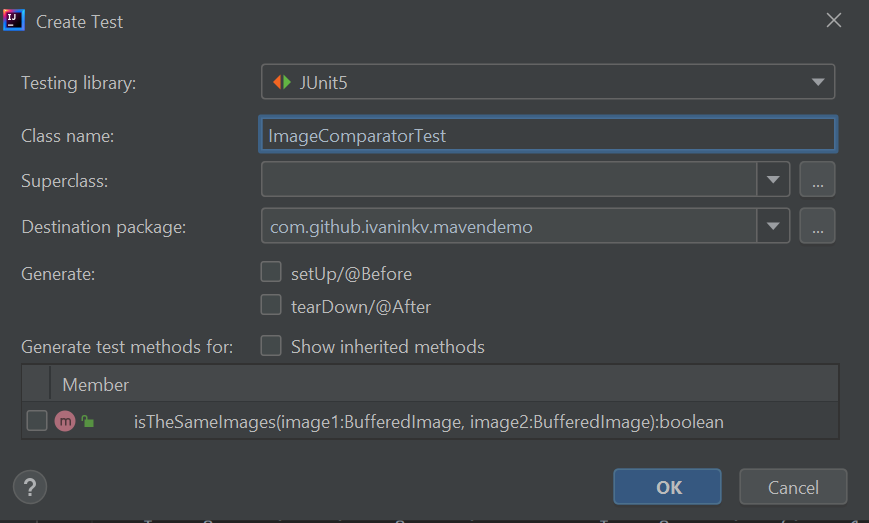 IJ
Create Test
Testing library: JUnit5
Class name: ImageComparatorTest
Superclass: ...
Destination package: com.github.ivaninkv.mavendemo ...
Generate: setUp/@Before
tearDown/@After
Generate test methods for: Show inherited methods
Member
m isTheSameImages(image1:BufferedImage, image2:BufferedImage):boolean
? OK Cancel